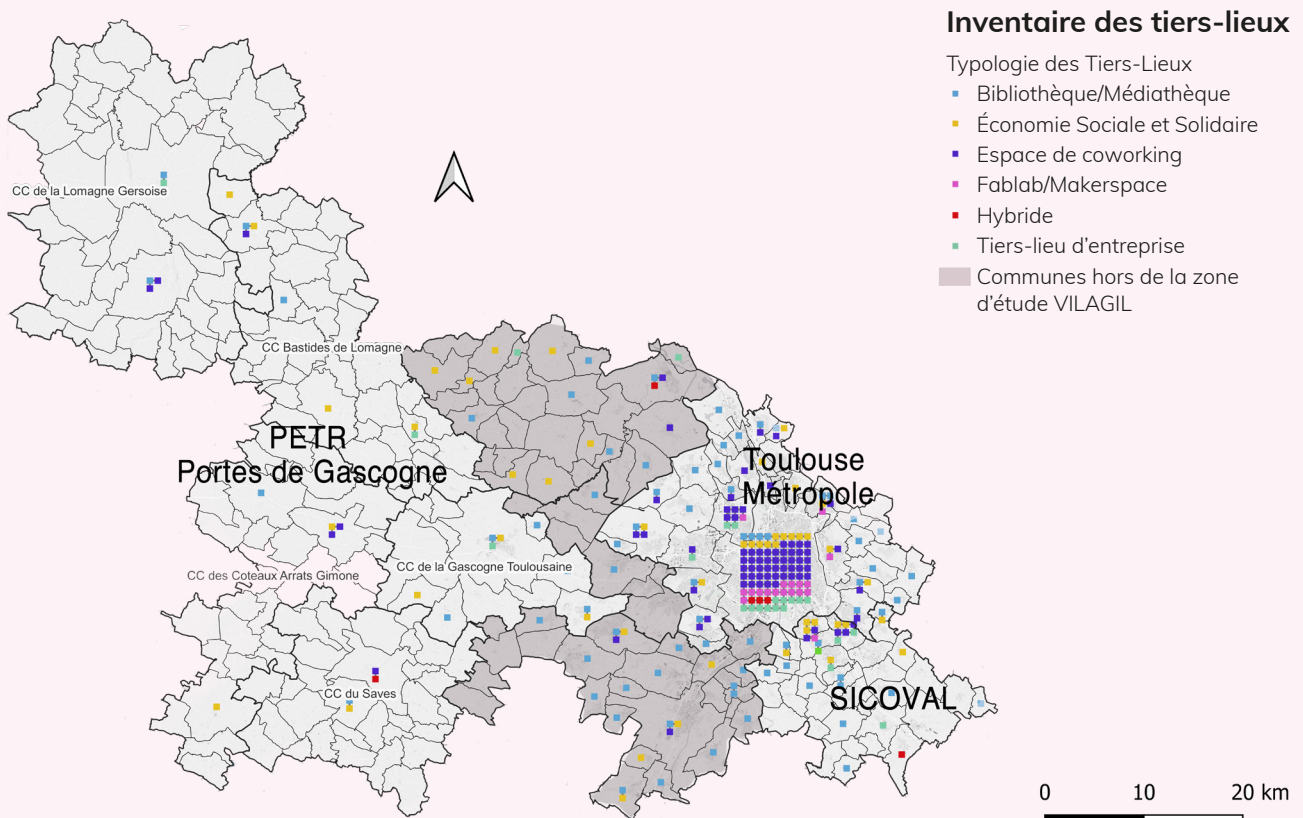 Inventaire des tiers-lieux
Typologie des Tiers-Lieux
Bibliothèque/Médiathèque
Économie Sociale et Solidaire
Espace de coworking
Fablab/Makerspace
Hybride
Tiers-lieu d’entreprise
Communes hors de la zone
d’étude VILAGIL
CC de la Lomagne Gersoise
CC Bastides de Lomagne
PETR
Portes de Gascogne
Toulouse
Métropole
CC des Coteaux Arrats Gimone
CC de la Gascogne Toulousaine
CC du Saves
SICOVAL
0 10 20 km